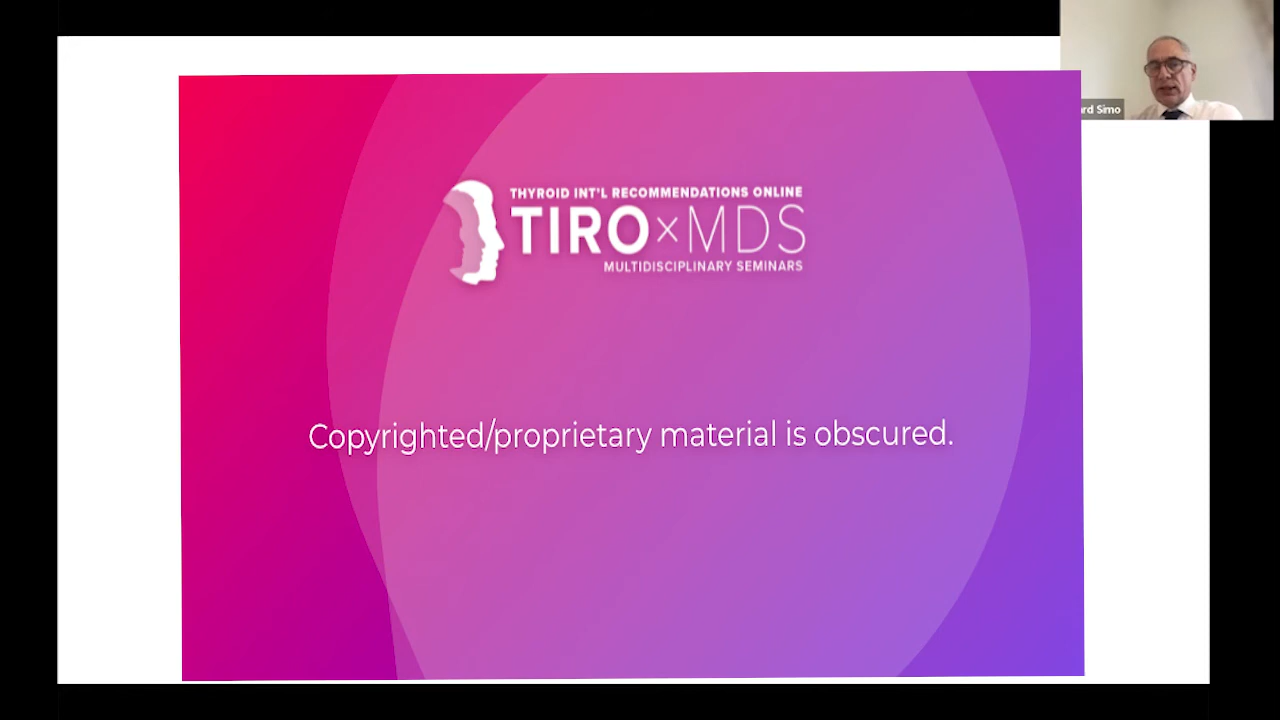 THYROID INT'L RECOMMENDATIONS ONLINE
TIRO×MDS
MULTIDISCIPLINARY SEMINARS
rd Simo
Copyrighted/proprietary material is obscured.